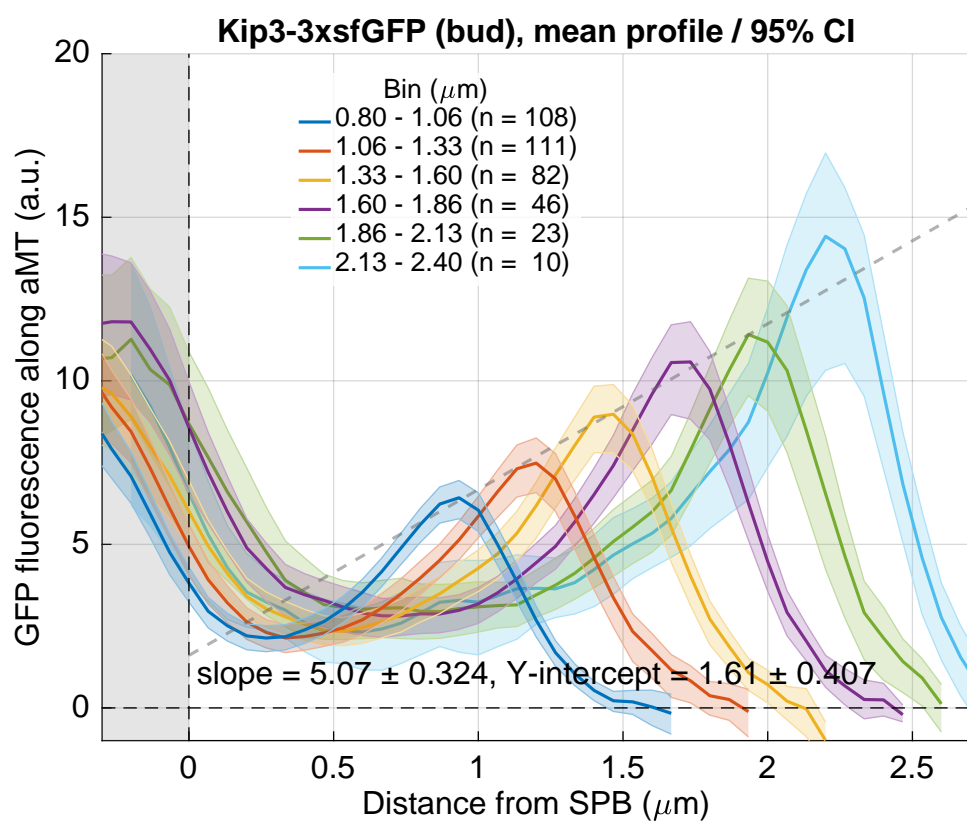 Kip3-3xsfGFP (bud), mean profile / 95% CI
Bin (μm)
0.80 - 1.06 (n = 108)
1.06 - 1.33 (n = 111)
1.33 - 1.60 (n = 82)
1.60 - 1.86 (n = 46)
1.86 - 2.13 (n = 23)
2.13 - 2.40 (n = 10)
GFP fluorescence along aMT (a.u.)
20
15
10
5
0
slope = 5.07 ± 0.324, Y-intercept = 1.61 ± 0.407
0 0.5 1 1.5 2 2.5
Distance from SPB (μm)